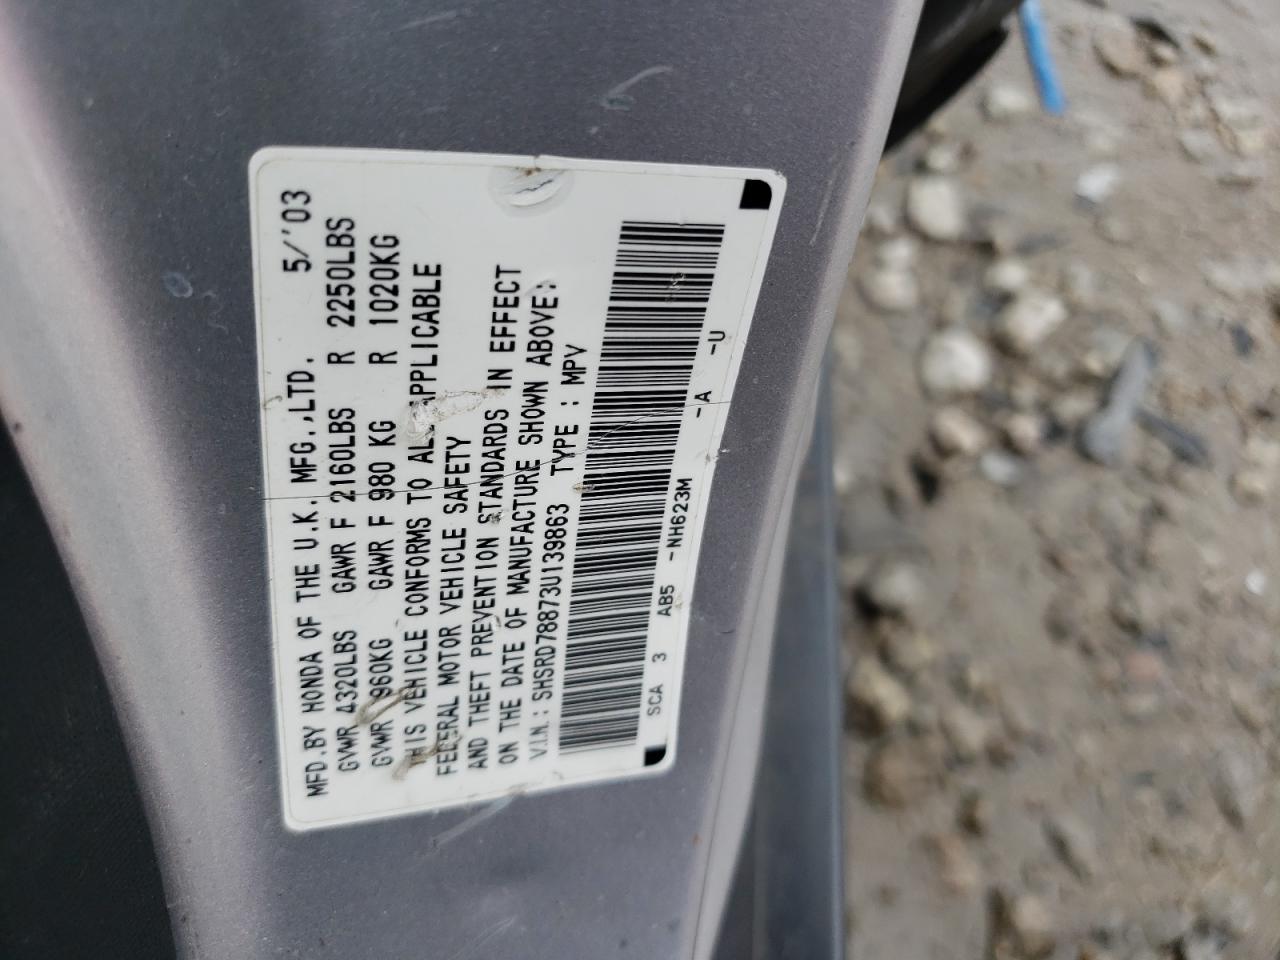 MFD.BY HONDA OF THE U.K. MFG.,LTD. 5/'03
GVWR 4320LBS GAWR F 2160LBS R 2250LBS
GVWR 1960KG GAWR F 980 KG R 1020KG
THIS VEHICLE CONFORMS TO ALL APPLICABLE
FEDERAL MOTOR VEHICLE SAFETY
AND THEFT PREVENTION STANDARDS IN EFFECT
ON THE DATE OF MANUFACTURE SHOWN ABOVE:
V.I.N.: SHSRD78873U139863 TYPE : MPV
SCA 3 AB5 -NH623M -A -U